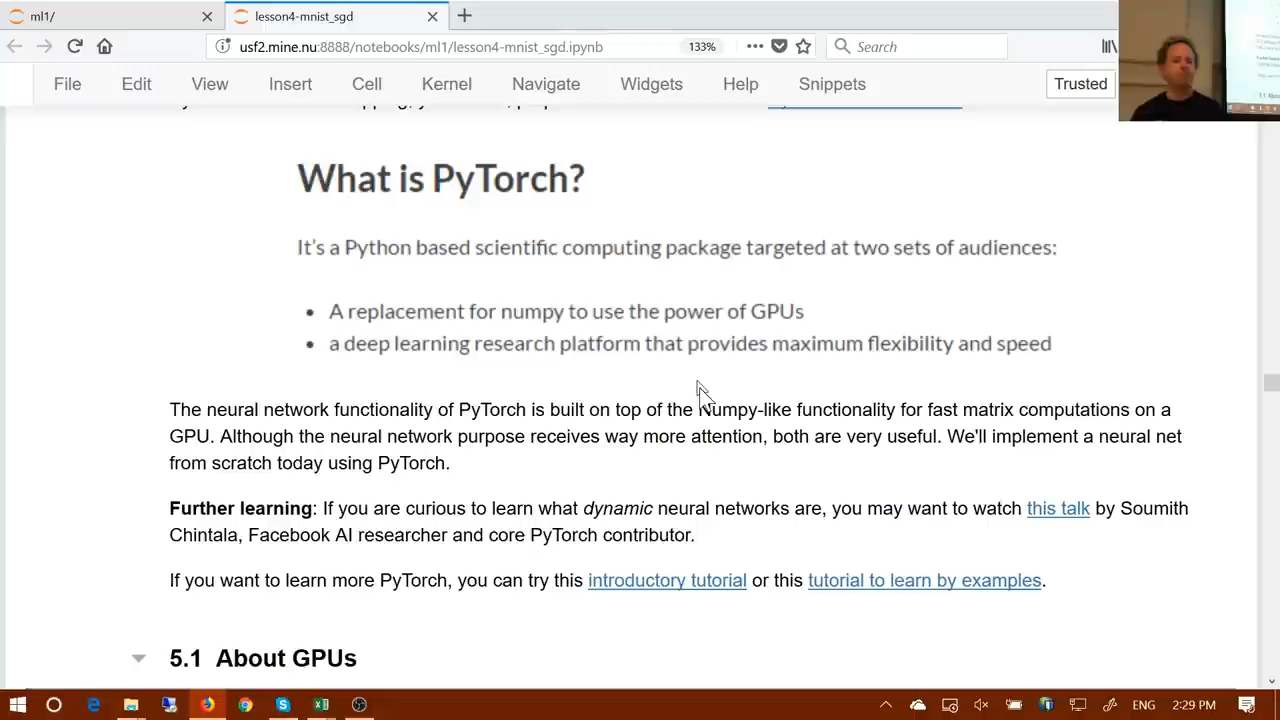 ml1/
lesson4-mnist_sgd
usf2.mine.nu:8888/notebooks/ml1/lesson4-mnist_sgd.ipynb
133%
Search
File Edit View Insert Cell Kernel Navigate Widgets Help Snippets Trusted
What is PyTorch?
It's a Python based scientific computing package targeted at two sets of audiences:
• A replacement for numpy to use the power of GPUs
• a deep learning research platform that provides maximum flexibility and speed
The neural network functionality of PyTorch is built on top of the Numpy-like functionality for fast matrix computations on a
GPU. Although the neural network purpose receives way more attention, both are very useful. We'll implement a neural net
from scratch today using PyTorch.
Further learning: If you are curious to learn what dynamic neural networks are, you may want to watch this talk by Soumith
Chintala, Facebook AI researcher and core PyTorch contributor.
If you want to learn more PyTorch, you can try this introductory tutorial or this tutorial to learn by examples.
5.1 About GPUs
ENG
2:29 PM